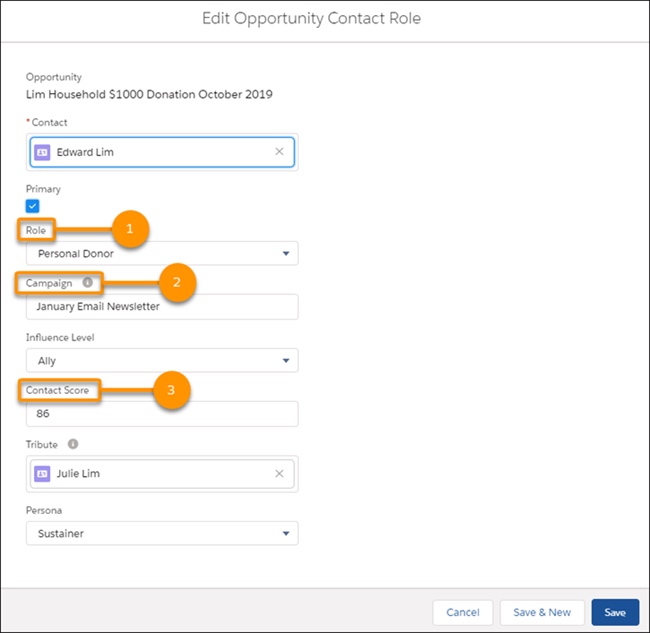 Edit Opportunity Contact Role
Opportunity
Lim Household $1000 Donation October 2019
* Contact
Edward Lim
Primary
Role
1
Personal Donor
Campaign
2
January Email Newsletter
Influence Level
Ally
Contact Score
3
86
Tribute
Julie Lim
Persona
Sustainer
Cancel
Save & New
Save